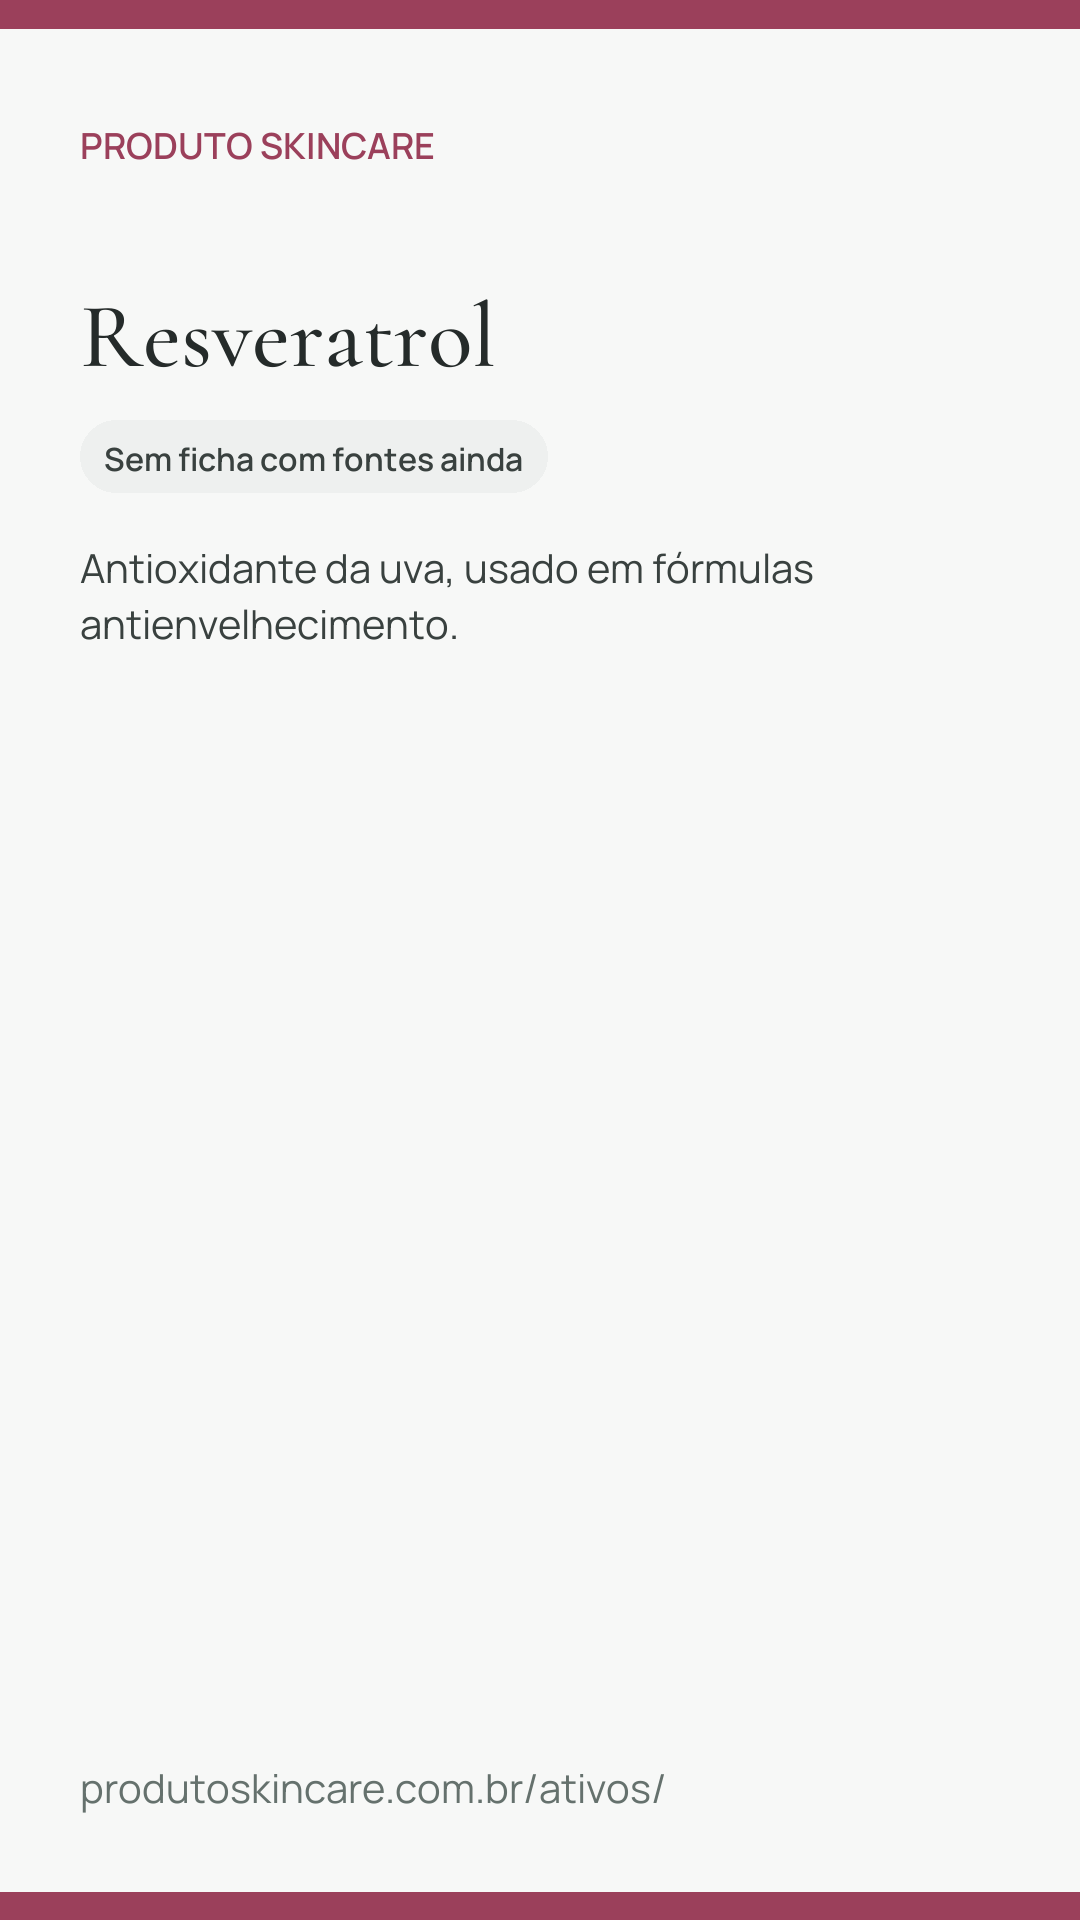 PRODUTO SKINCARE
Resveratrol
Sem ficha com fontes ainda
Antioxidante da uva, usado em fórmulas
antienvelhecimento.
produtoskincare.com.br/ativos/